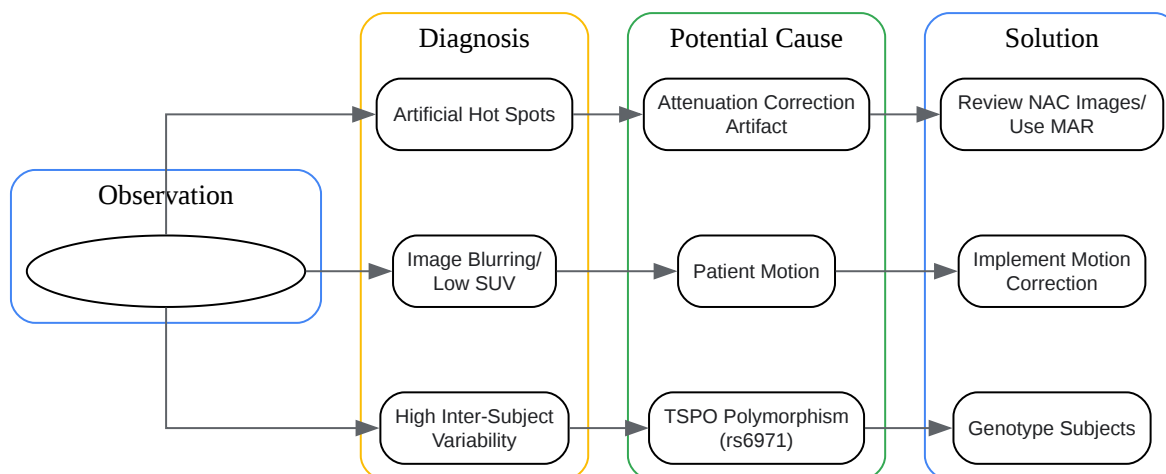 Diagnosis
Potential Cause
Solution
Artificial Hot Spots
Attenuation Correction
Artifact
Review NAC Images/
Use MAR
Observation
Image Blurring/
Low SUV
Patient Motion
Implement Motion
Correction
High Inter-Subject
Variability
TSPO Polymorphism
(rs6971)
Genotype Subjects